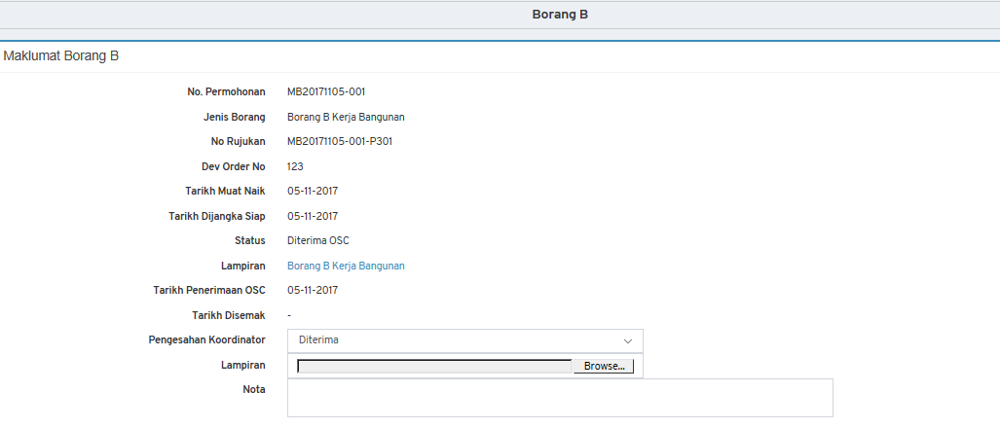 Borang B
Maklumat Borang B
No. Permohonan MB20171105-001
Jenis Borang Borang B Kerja Bangunan
No Rujukan MB20171105-001-P301
Dev Order No 123
Tarikh Muat Naik 05-11-2017
Tarikh Dijangka Siap 05-11-2017
Status Diterima OSC
Lampiran Borang B Kerja Bangunan
Tarikh Penerimaan OSC 05-11-2017
Tarikh Disemak -
Pengesahan Koordinator Diterima
Lampiran Browse...
Nota